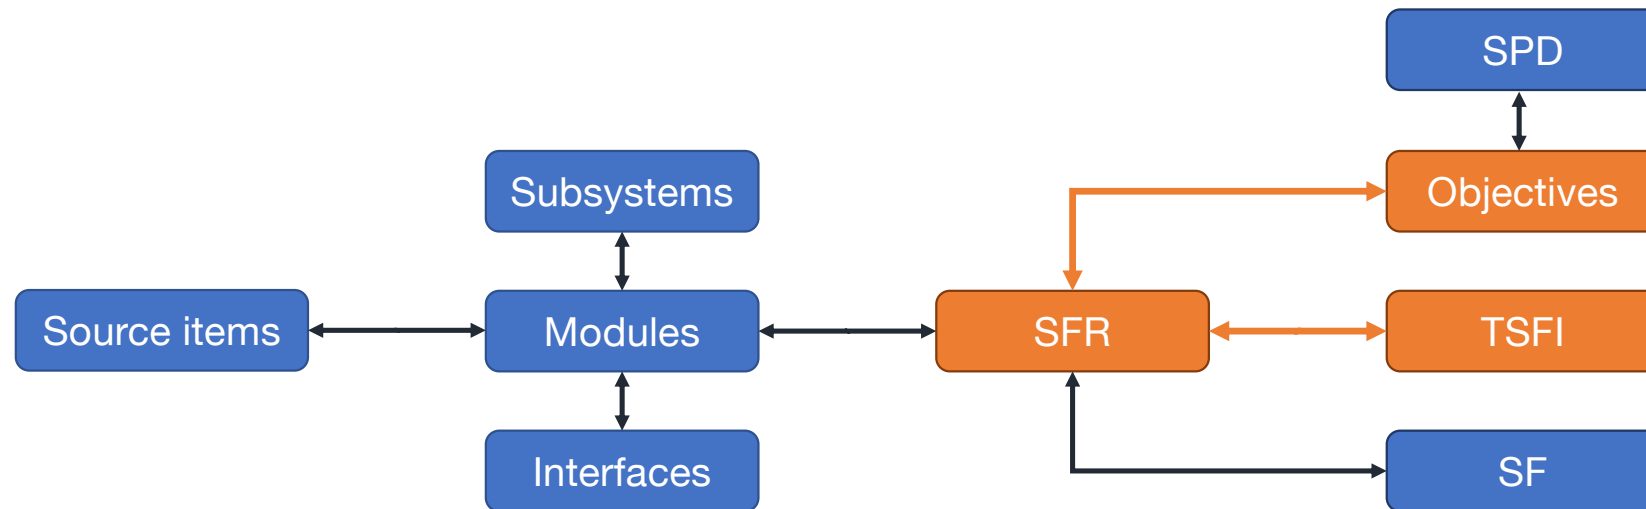 SPD
Subsystems
Objectives
Source items
Modules
SFR
TSFI
Interfaces
SF